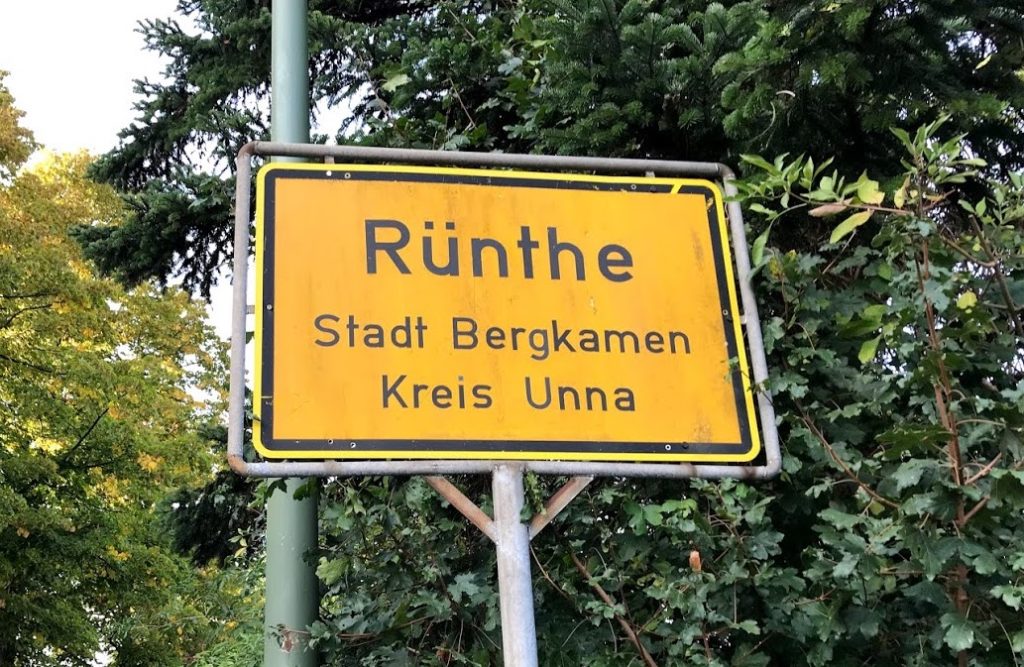 Rünthe
Stadt Bergkamen
Kreis Unna